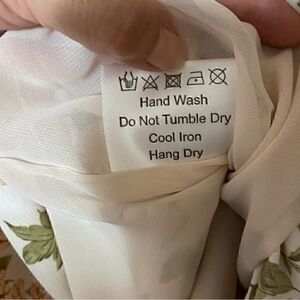 Hand Wash
Do Not Tumble Dry
Cool Iron
Hang Dry